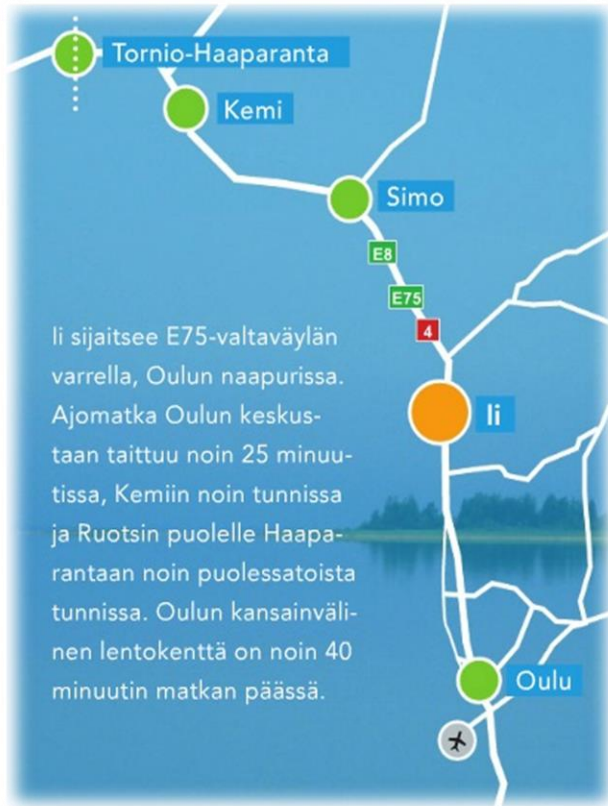 Tornio-Haaparanta
Kemi
Simo
E8
E75
4
Ii sijaitsee E75-valtaväylän
varrella, Oulun naapurissa.
Ajomatka Oulun keskus-
taan taittuu noin 25 minuu-
tissa, Kemiin noin tunnissa
ja Ruotsin puolelle Haapa-
rantaan noin puolessatoista
tunnissa. Oulun kansainväli-
nen lentokenttä on noin 40
minuutin matkan päässä.
Ii
Oulu